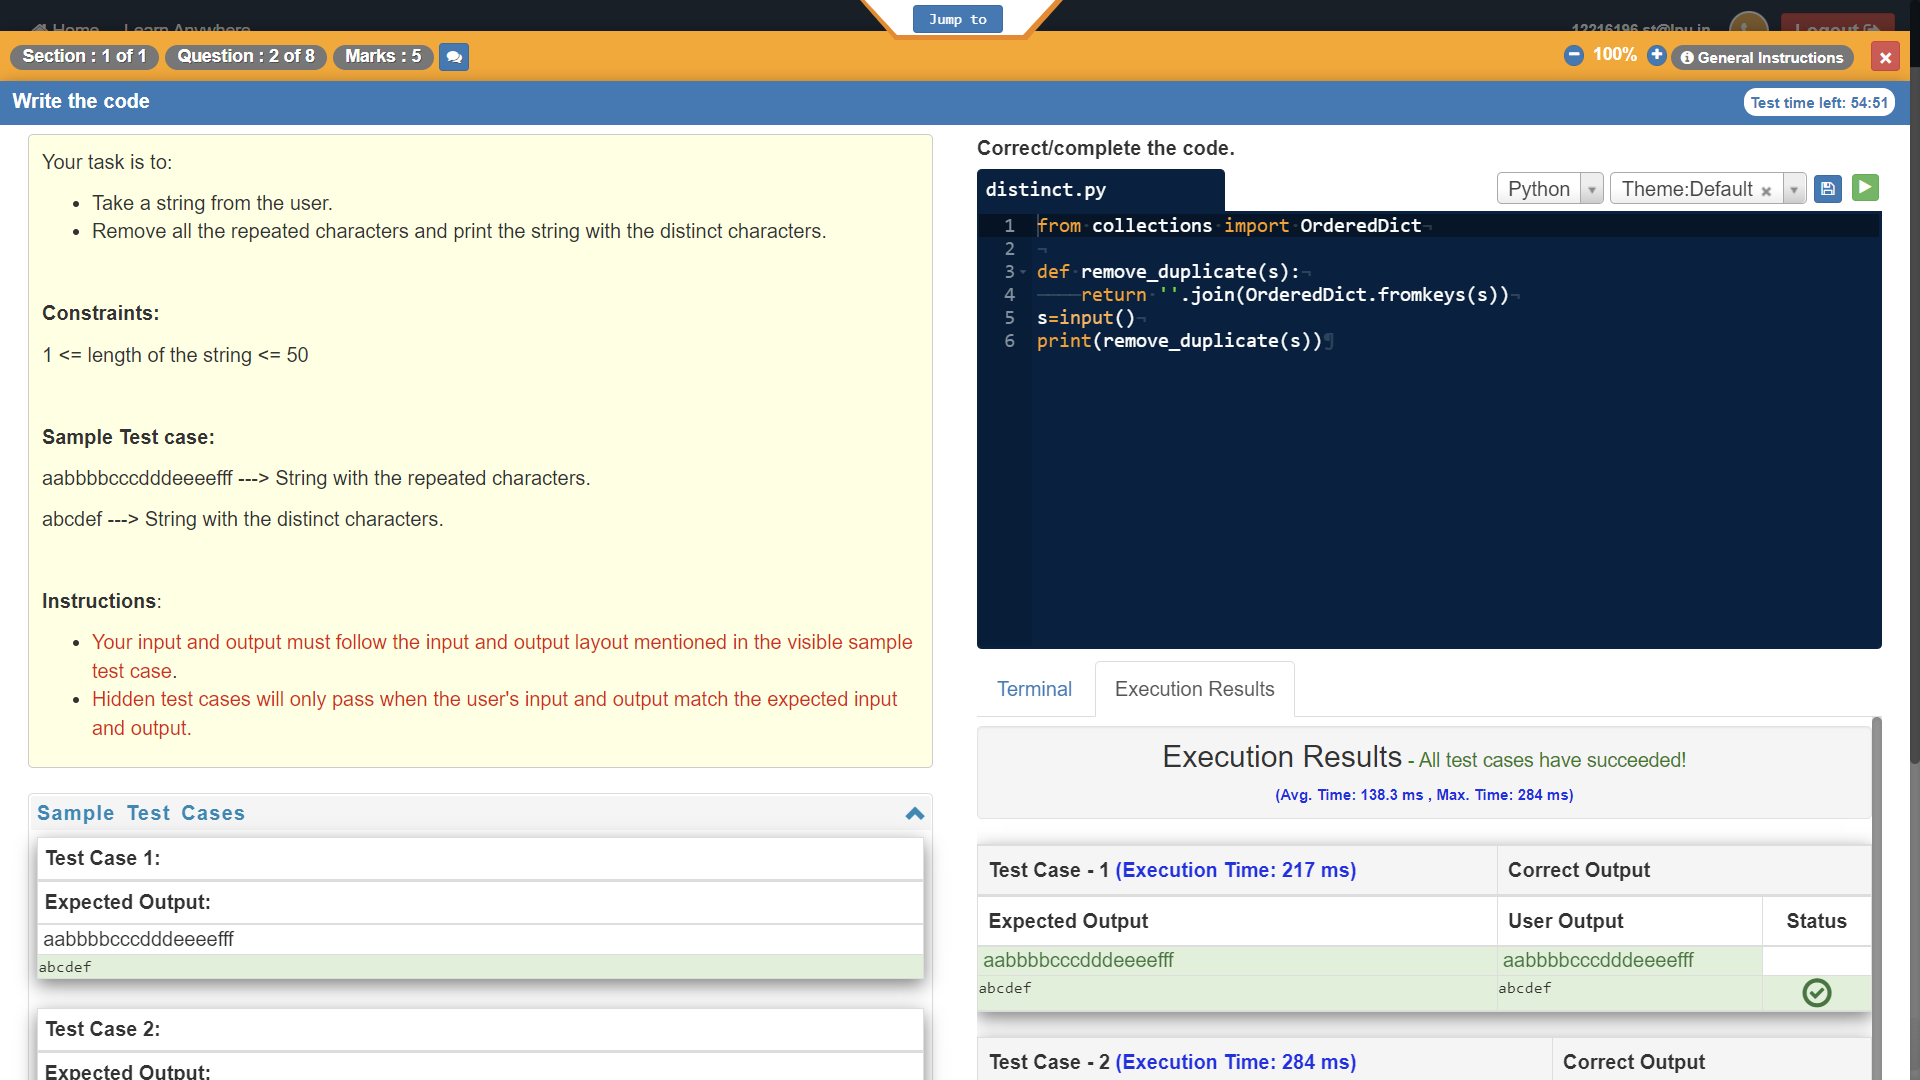 Jump to
Home Learn Anywhere
12216196.st@lpu.in
Logout
Section : 1 of 1 Question : 2 of 8 Marks : 5
100% General Instructions
Write the code
Test time left: 54:51
Your task is to:
Take a string from the user.
Remove all the repeated characters and print the string with the distinct characters.
Constraints:
1 <= length of the string <= 50
Sample Test case:
aabbbbcccdddeeeefff ---> String with the repeated characters.
abcdef ---> String with the distinct characters.
Instructions:
Your input and output must follow the input and output layout mentioned in the visible sample
test case.
Hidden test cases will only pass when the user's input and output match the expected input
and output.
Sample Test Cases
Test Case 1:
Expected Output:
aabbbbcccdddeeeefff
abcdef
Test Case 2:
Expected Output:
Correct/complete the code.
distinct.py
Python
Theme:Default
1 from collections import OrderedDict
2
3 def remove_duplicate(s):
4 return ''.join(OrderedDict.fromkeys(s))
5 s=input()
6 print(remove_duplicate(s))
Terminal Execution Results
Execution Results - All test cases have succeeded!
(Avg. Time: 138.3 ms , Max. Time: 284 ms)
Test Case - 1 (Execution Time: 217 ms) Correct Output
Expected Output User Output Status
aabbbbcccdddeeeefff aabbbbcccdddeeeefff
abcdef abcdef
Test Case - 2 (Execution Time: 284 ms) Correct Output